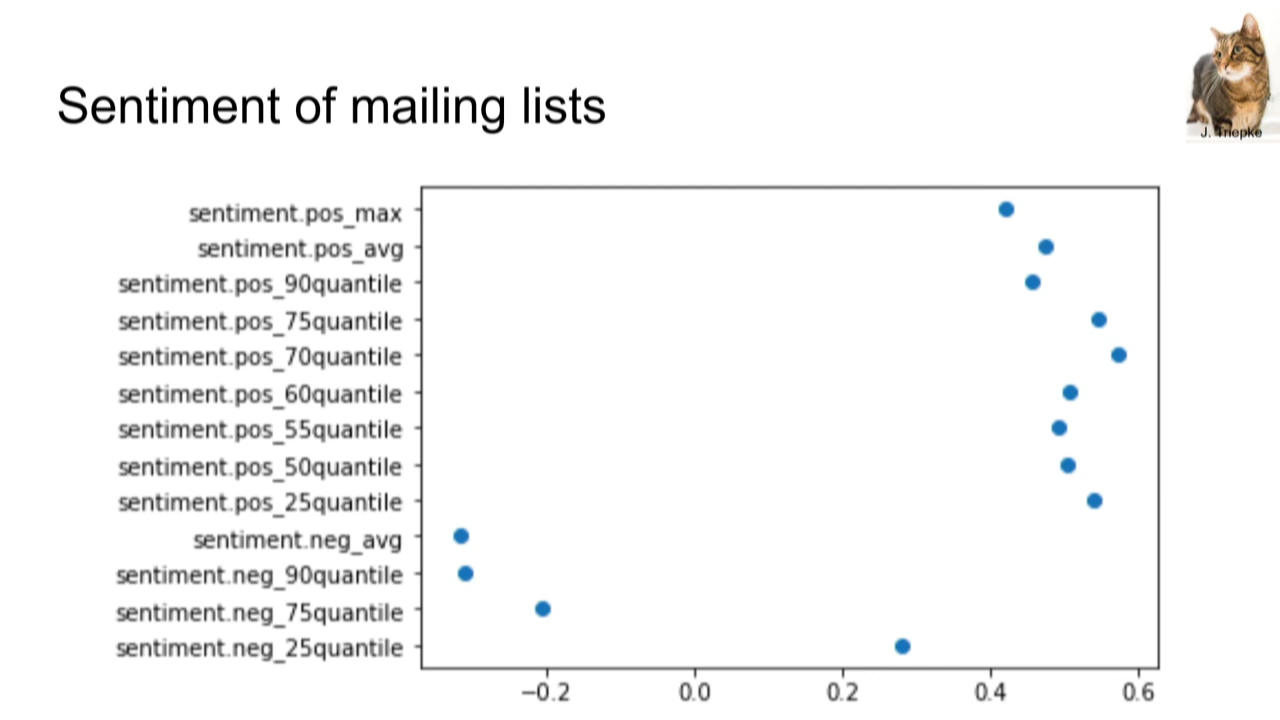 Sentiment of mailing lists
J. Triepke
sentiment.pos_max
sentiment.pos_avg
sentiment.pos_90quantile
sentiment.pos_75quantile
sentiment.pos_70quantile
sentiment.pos_60quantile
sentiment.pos_55quantile
sentiment.pos_50quantile
sentiment.pos_25quantile
sentiment.neg_avg
sentiment.neg_90quantile
sentiment.neg_75quantile
sentiment.neg_25quantile
−0.2 0.0 0.2 0.4 0.6